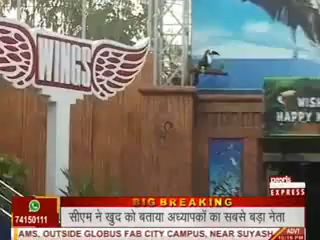 WINGS
WISH
HAPPY
EXPRESS
BIG BREAKING
74150111
सीएम ने खुद को बताया अध्यापकों का सबसे बड़ा नेता
AMS, OUTSIDE GLOBUS FAB CITY CAMPUS, NEAR SUYASH
ADVT